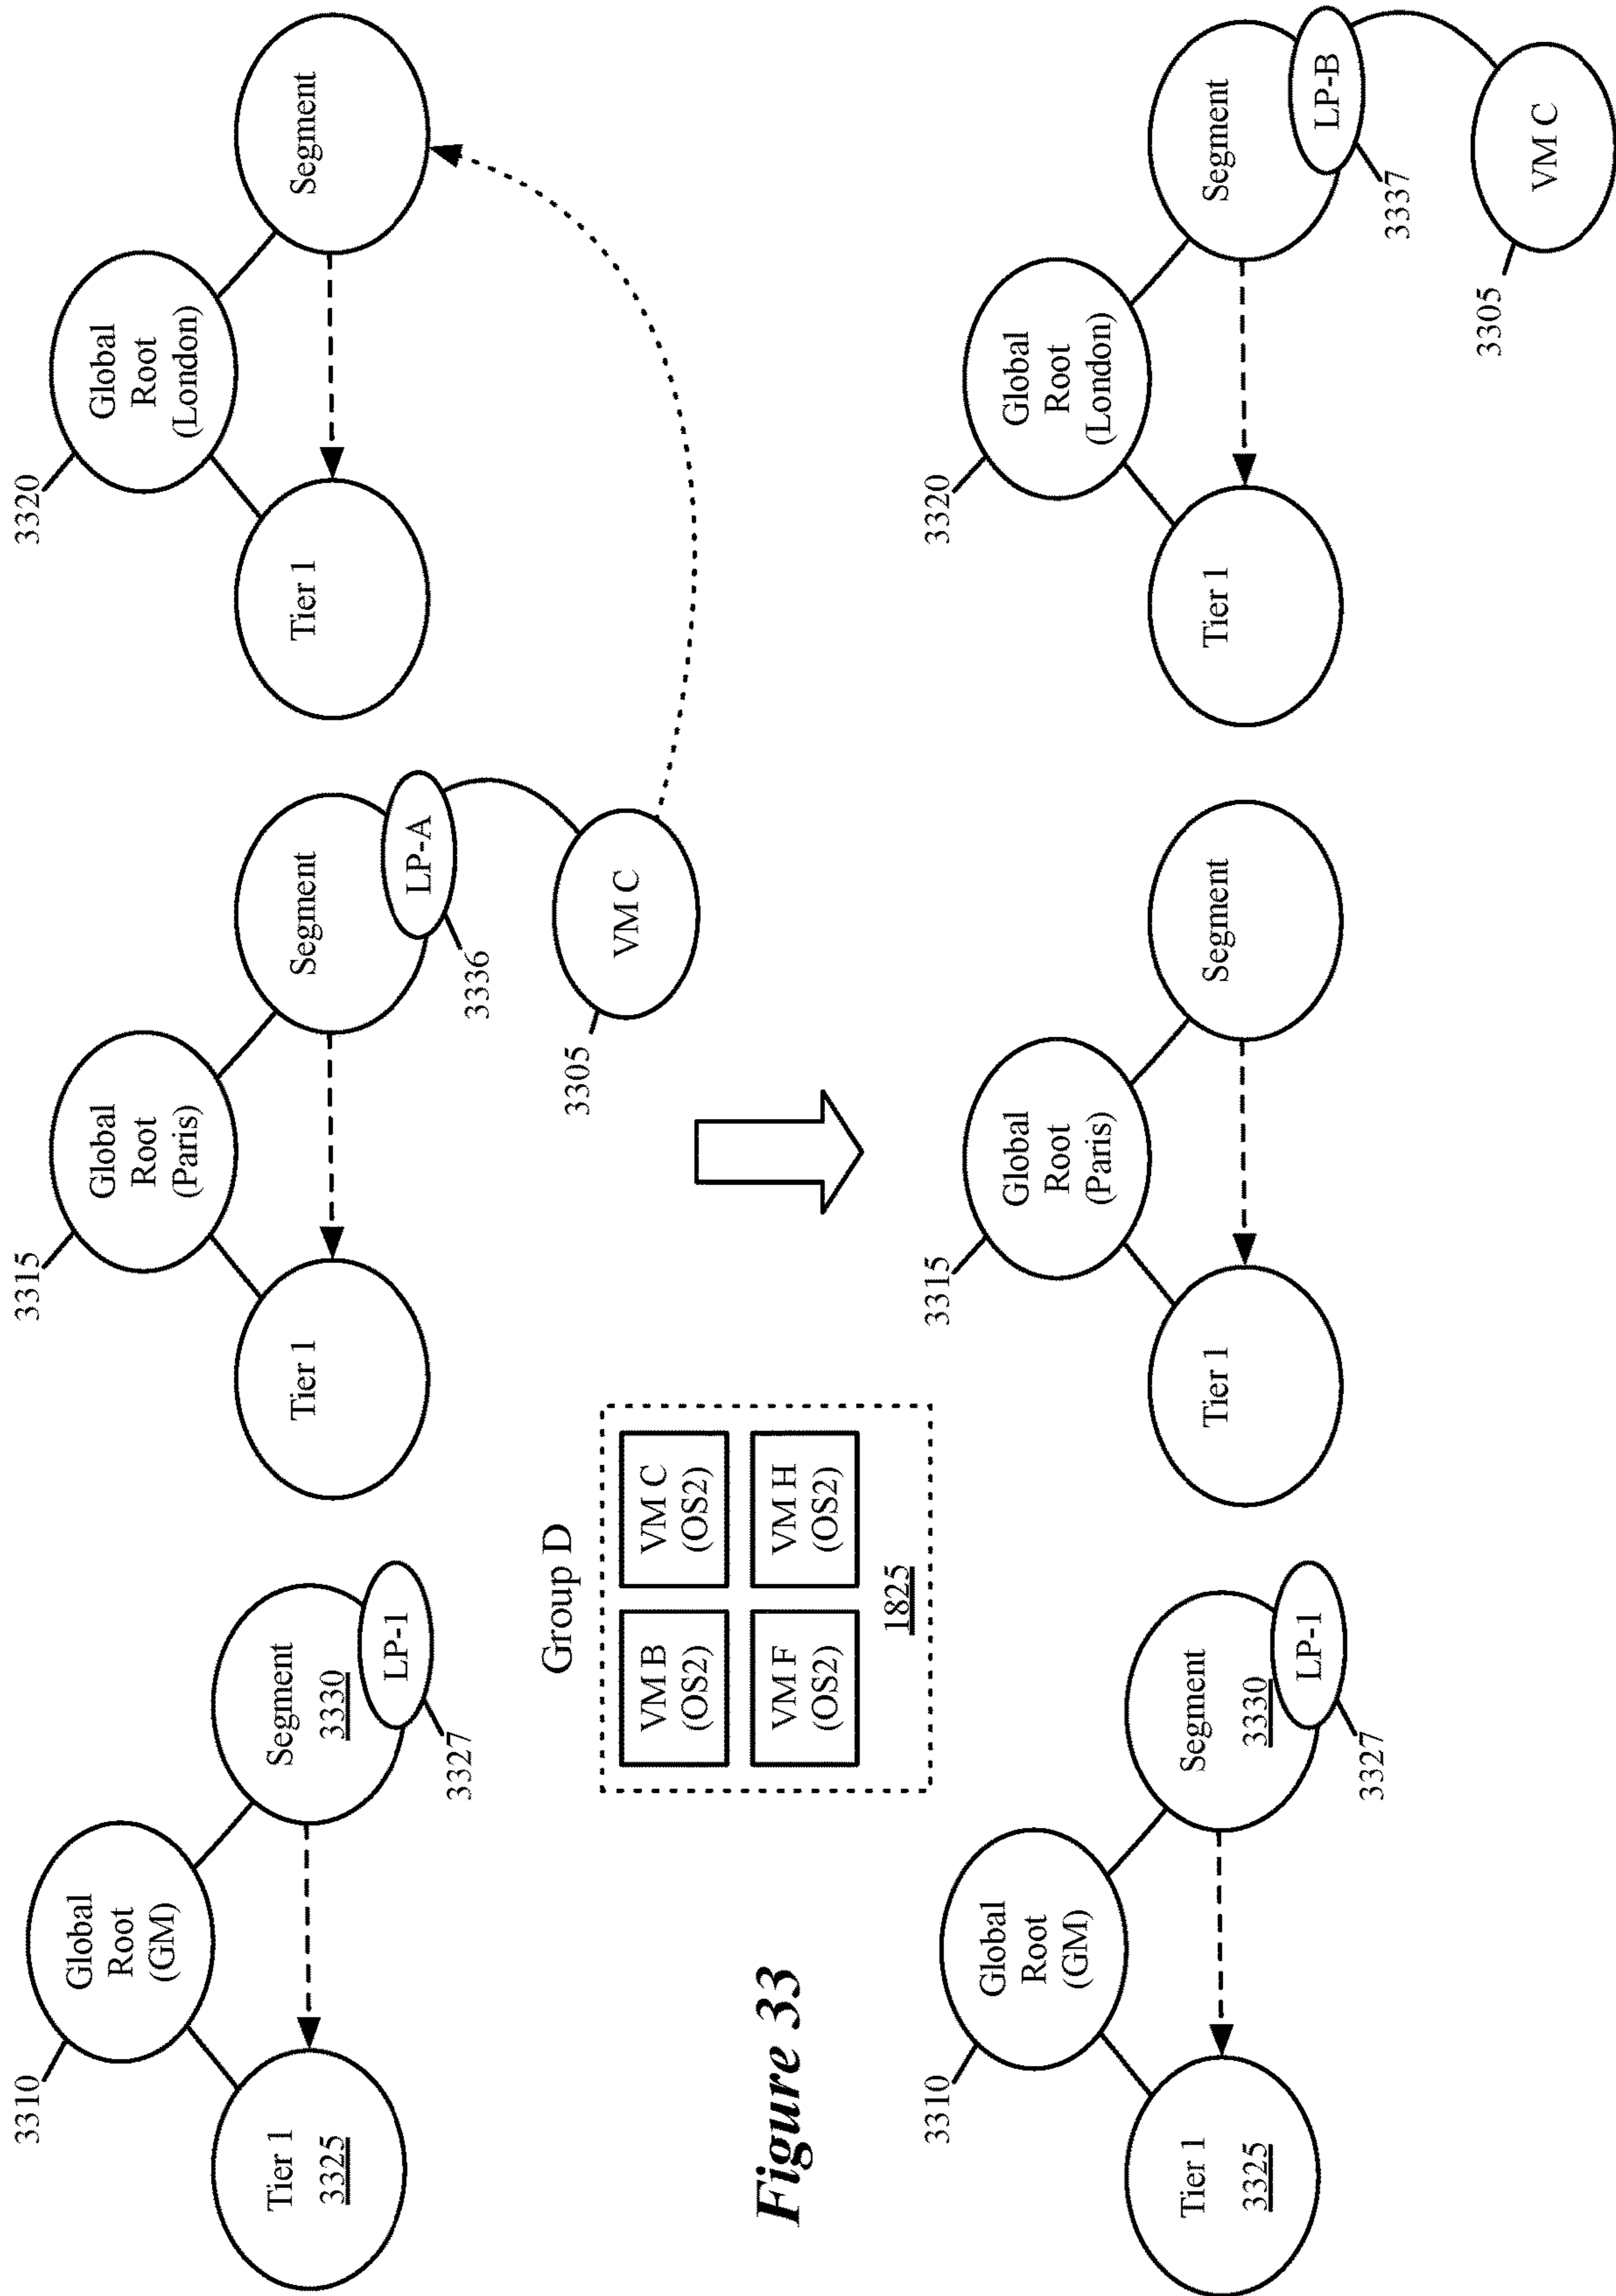 3310
Global
Root
(GM)
Tier 1
3325
Segment
3330
LP-1
3327
3315
Global
Root
(Paris)
Tier 1
Segment
LP-A
3336
VM C
3305
3320
Global
Root
(London)
Tier 1
Segment
Group D
VM B
(OS2)
VM C
(OS2)
VM F
(OS2)
VM H
(OS2)
1825
Figure 33
3310
Global
Root
(GM)
Tier 1
3325
Segment
3330
LP-1
3327
3315
Global
Root
(Paris)
Tier 1
Segment
3320
Global
Root
(London)
Tier 1
Segment
LP-B
3337
VM C
3305